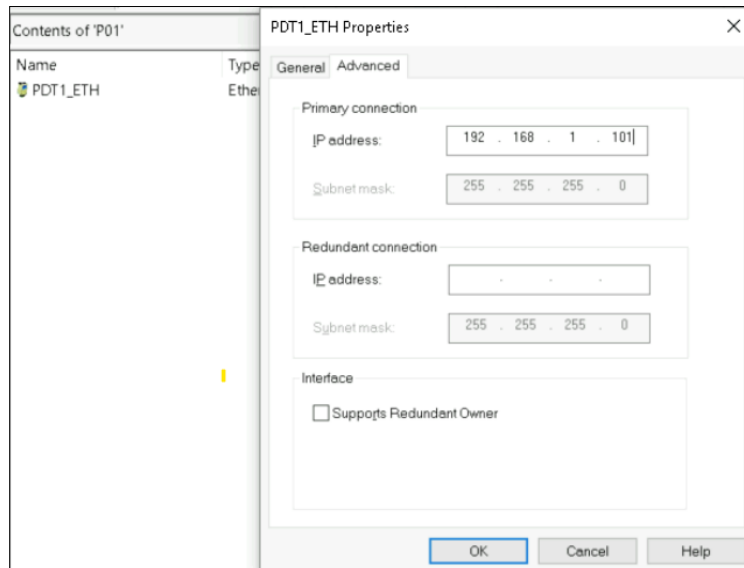 Contents of 'P01'
Name Type
PDT1_ETH Ethe
PDT1_ETH Properties
General Advanced
Primary connection
IP address: 192 . 168 . 1 . 101
Subnet mask: 255 . 255 . 255 . 0
Redundant connection
IP address: . . .
Subnet mask: 255 . 255 . 255 . 0
Interface
Supports Redundant Owner
OK Cancel Help